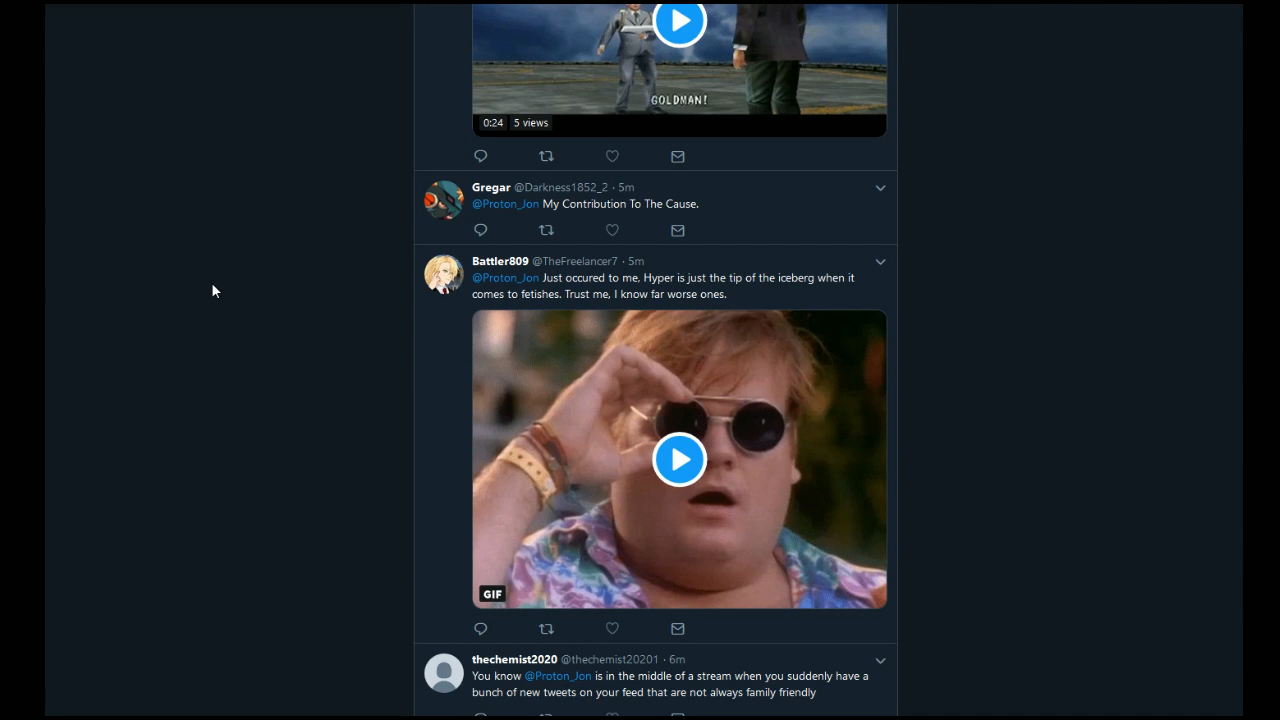 GOLDMAN!
0:24 5 views
Gregar @Darkness1852_2 · 5m
@Proton_Jon My Contribution To The Cause.
Battler809 @TheFreelancer7 · 5m
@Proton_Jon Just occured to me, Hyper is just the tip of the iceberg when it
comes to fetishes. Trust me, I know far worse ones.
GIF
thechemist2020 @thechemist20201 · 6m
You know @Proton_Jon is in the middle of a stream when you suddenly have a
bunch of new tweets on your feed that are not always family friendly